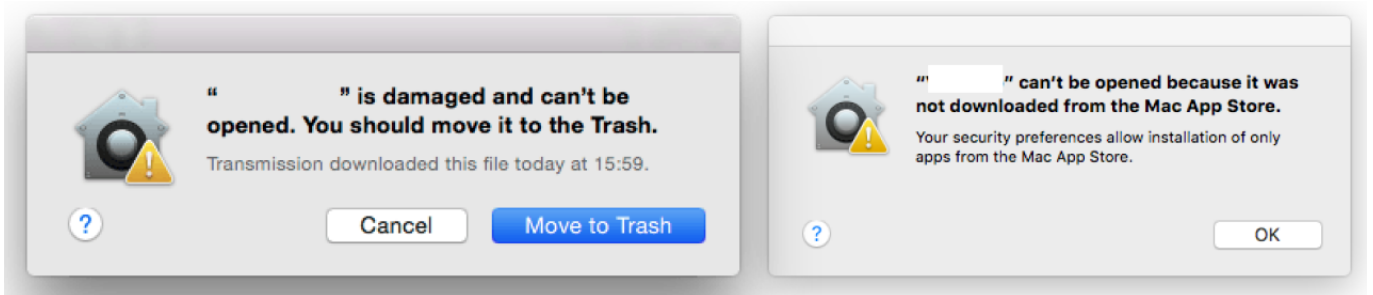 “ ” is damaged and can’t be
opened. You should move it to the Trash.
Transmission downloaded this file today at 15:59.
?
Cancel
Move to Trash
“ ” can’t be opened because it was
not downloaded from the Mac App Store.
Your security preferences allow installation of only
apps from the Mac App Store.
?
OK